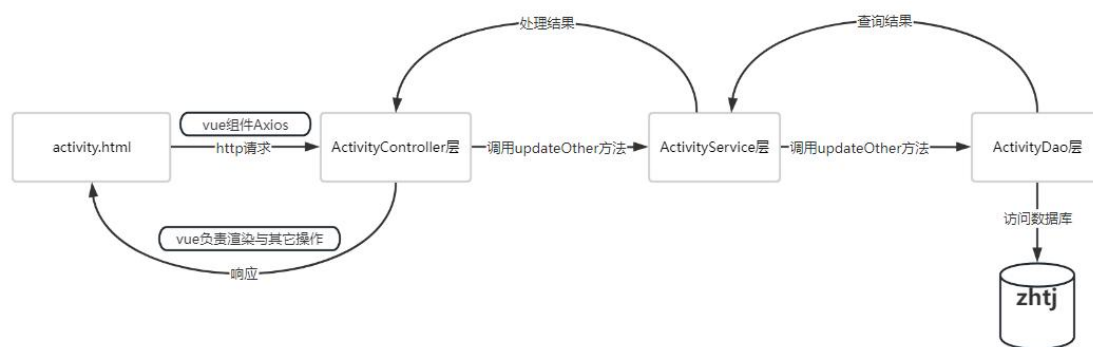 处理结果
查询结果
vue组件Axios
activity.html
http请求
ActivityController层
调用updateOther方法
ActivityService层
调用updateOther方法
ActivityDao层
访问数据库
vue负责渲染与其它操作
响应
zhtj